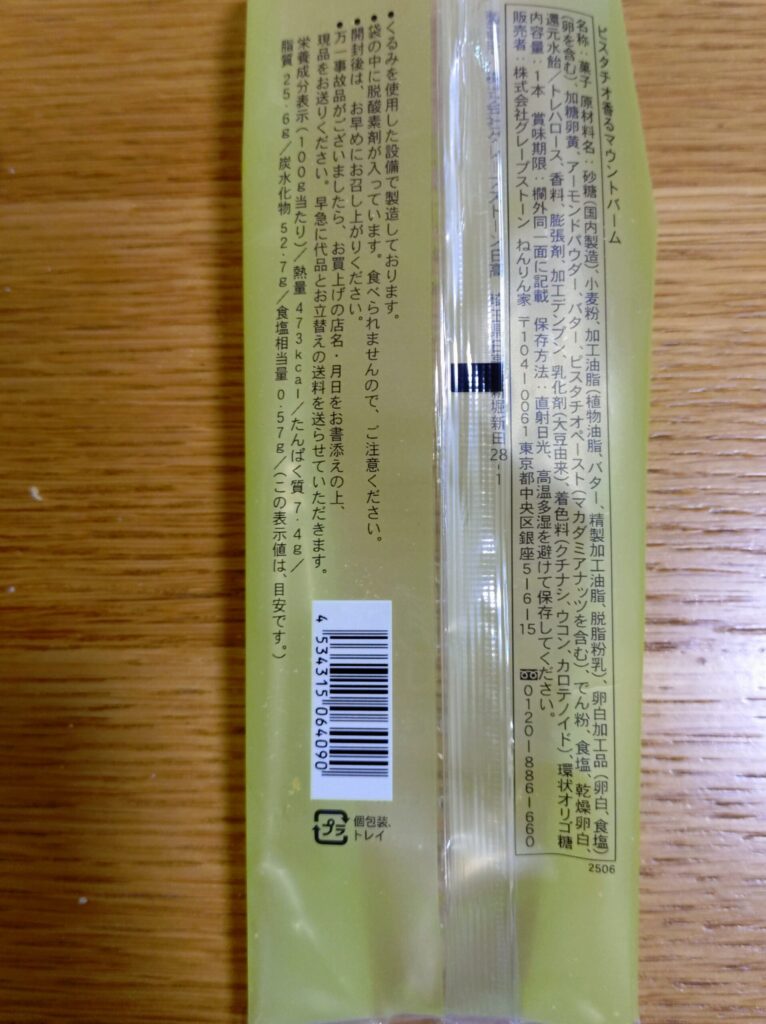 ピスタチオ香るマウントバーム
名称：菓子 原材料名：砂糖(国内製造)、小麦粉、加工油脂(植物油脂、バター、精製加工油脂、脱脂粉乳)、卵白加工品(卵白、食塩)
(卵を含む)、加糖卵黄、アーモンドパウダー、バター、ピスタチオペースト(マカダミアナッツを含む)、でん粉、食塩、乾燥卵白、
還元水飴／トレハロース、香料、膨張剤、加工デンプン、乳化剤(大豆由来)、着色料(クチナシ、ウコン、カロテノイド)、環状オリゴ糖
内容量：1本 賞味期限：欄外同一面に記載 保存方法：直射日光、高温多湿を避けて保存してください。
販売者：株式会社グレープストーン ねんりん家 〒104-0061 東京都中央区銀座5-6-15 0120-886-660
2506
ストーン日高 埼玉県日高 新堀新田28-1
●くるみを使用した設備で製造しております。
●袋の中に脱酸素剤が入っています。食べられませんので、ご注意ください。
●開封後は、お早めにお召し上がりください。
●万一事故品がございましたら、お買上げの店名・月日をお書添えの上、
現品をお送りください。早急に代品とお立替えの送料を送らせていただきます。
栄養成分表示(100g当たり)／熱量 473kcal／たんぱく質 7.4g／
脂質 25.6g／炭水化物 52.7g／食塩相当量 0.57g／(この表示値は、目安です。)
4 534315 064090
プラ
個包装、
トレイ